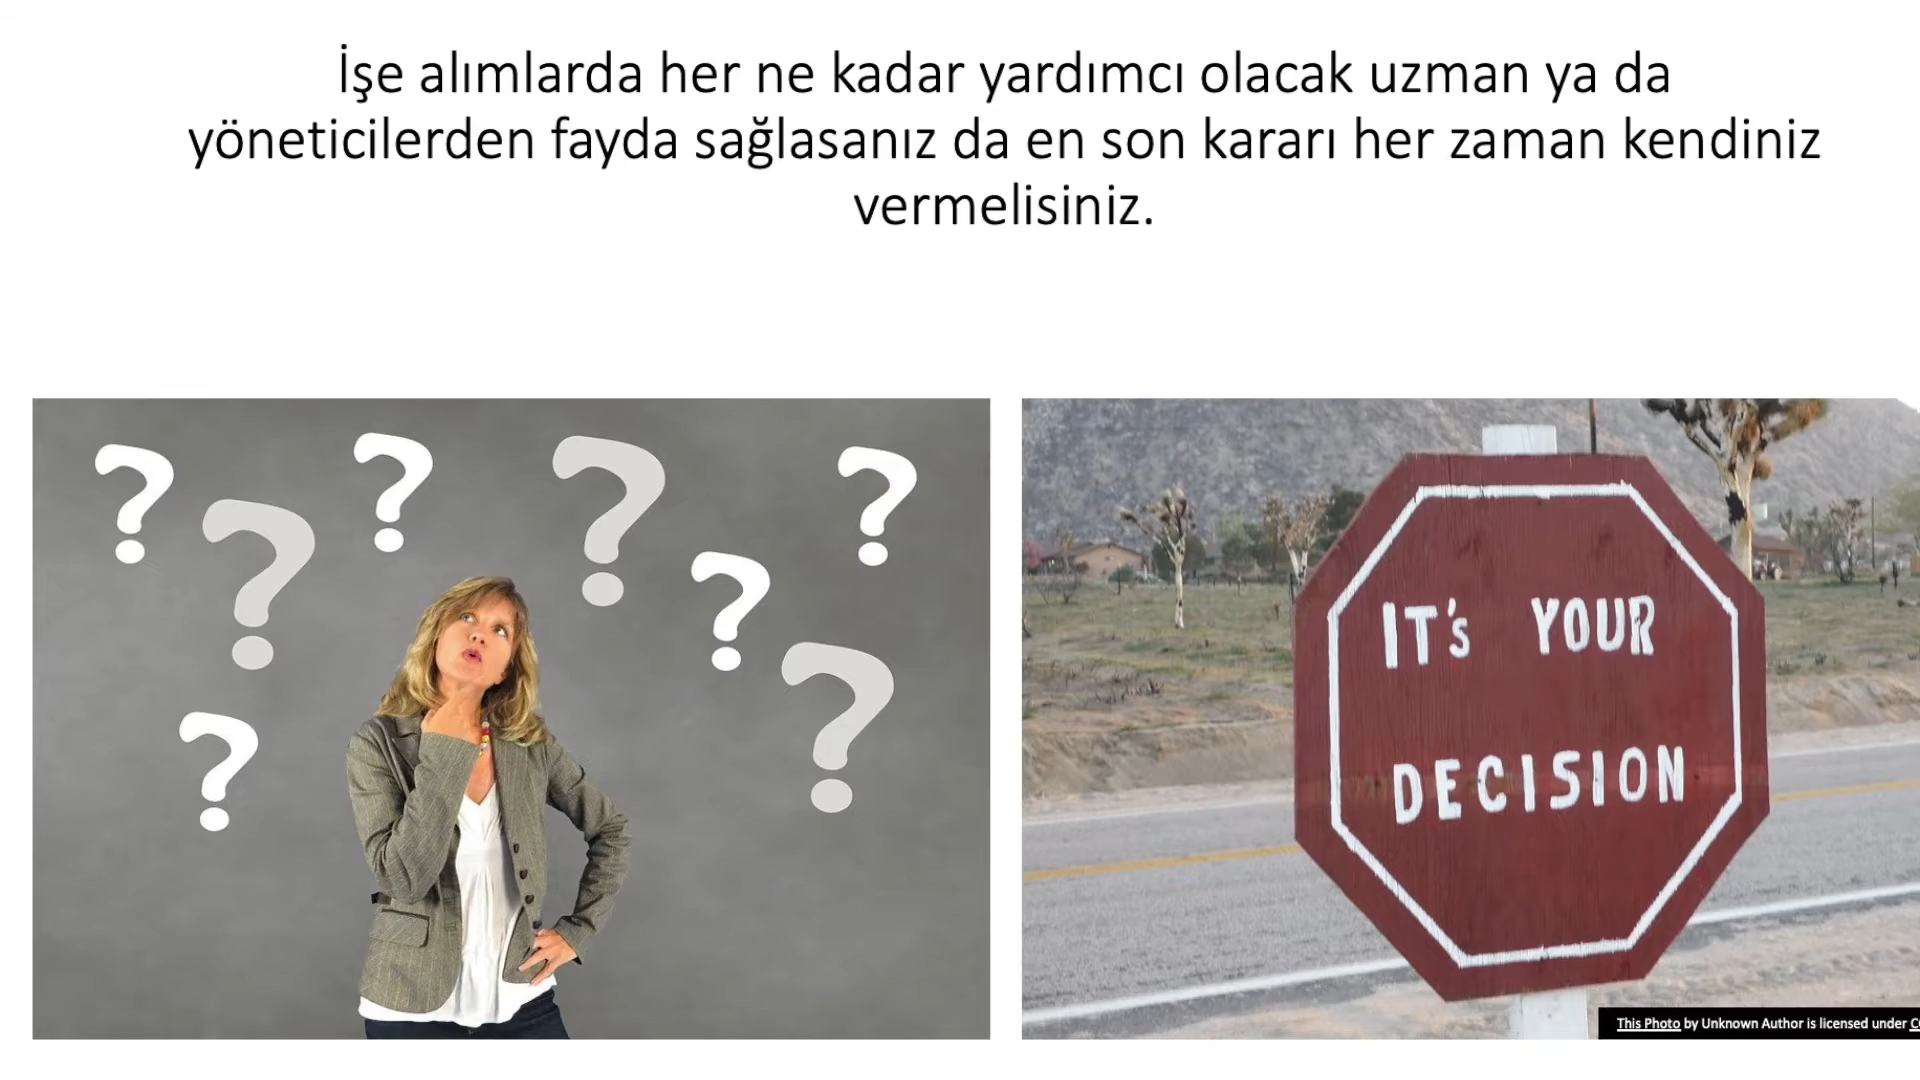 İşe alımlarda her ne kadar yardımcı olacak uzman ya da
yöneticilerden fayda sağlasanız da en son kararı her zaman kendiniz
vermelisiniz.
? ? ? ? ? ? ? ?
IT's YOUR
DECISION
This Photo by Unknown Author is licensed under